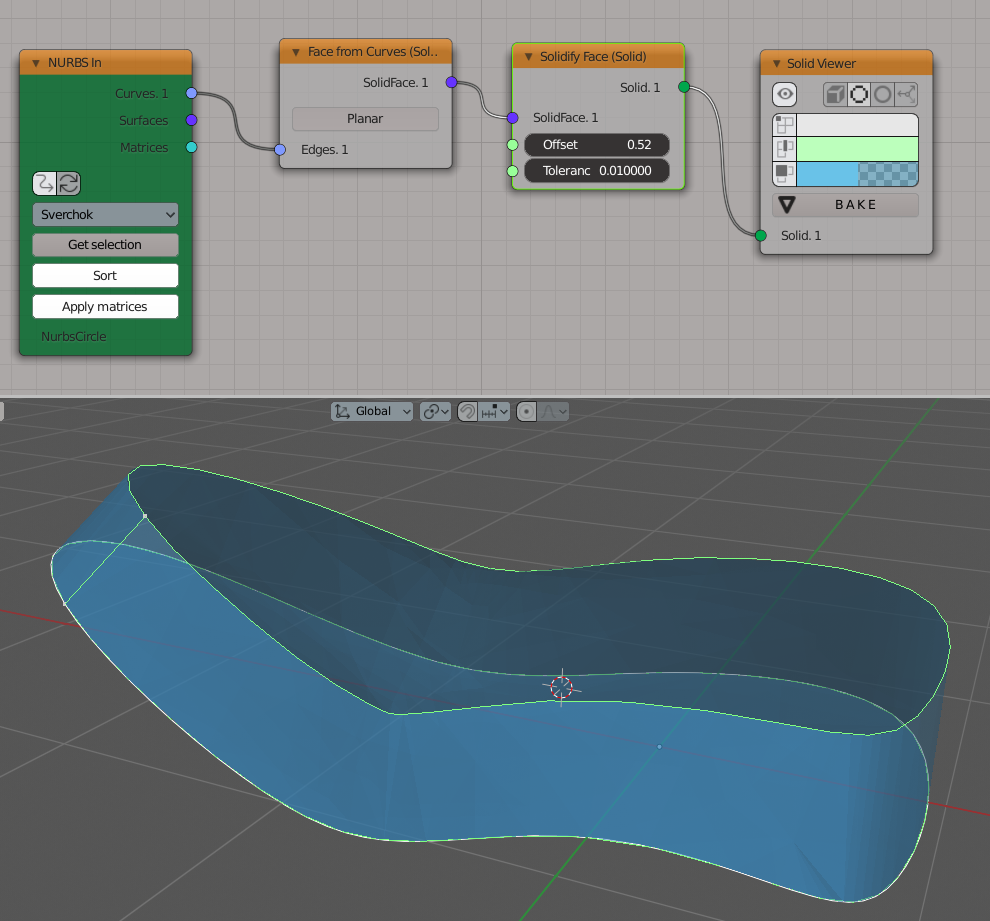 NURBS In
Curves. 1
Surfaces
Matrices
Sverchok
Get selection
Sort
Apply matrices
NurbsCircle
Face from Curves (Sol..
SolidFace. 1
Planar
Edges. 1
Solidify Face (Solid)
Solid. 1
SolidFace. 1
Offset 0.52
Toleranc 0.010000
Solid Viewer
BAKE
Solid. 1
Global